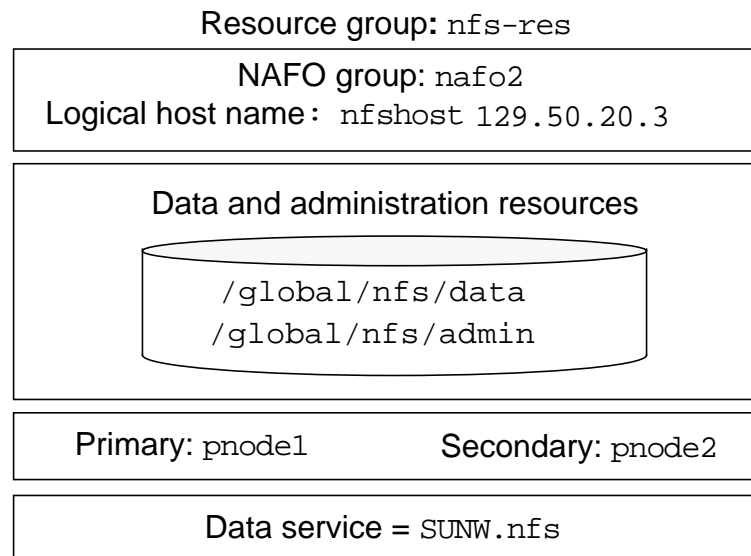 Resource group: nfs-res
NAFO group: nafo2
Logical host name: nfshost 129.50.20.3
Data and administration resources
/global/nfs/data
/global/nfs/admin
Primary: pnode1 Secondary: pnode2
Data service = SUNW.nfs